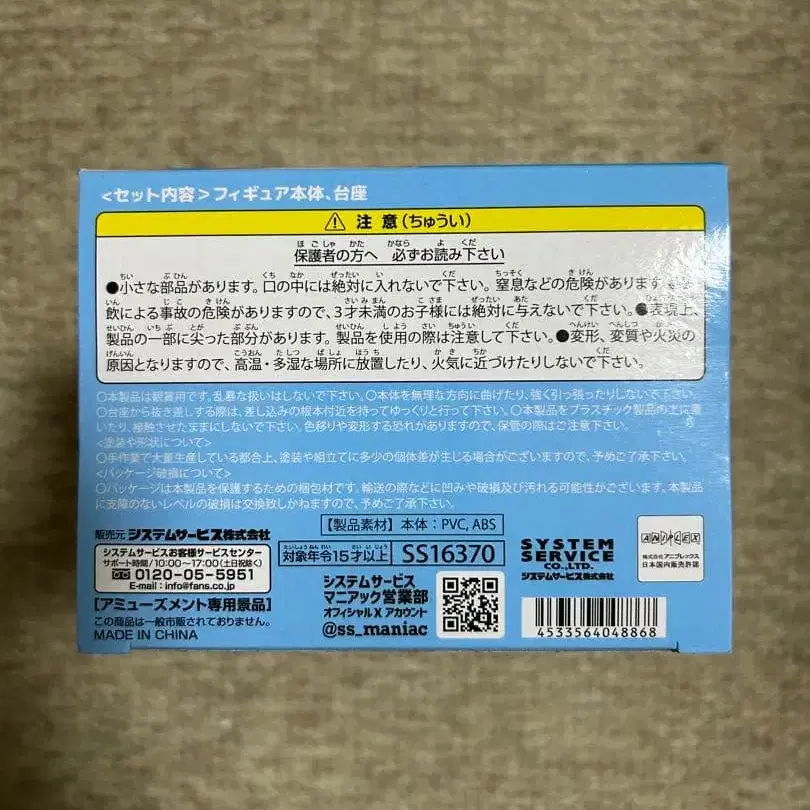 <セット内容>フィギュア本体、台座
注意(ちゅうい)
保護者の方へ 必ずお読み下さい
●小さな部品があります。口の中には絶対に入れないで下さい。窒息などの危険があります。
飲による事故の危険がありますので、3才未満のお子様には絶対に与えないで下さい。●表現上、
製品の一部に尖った部分があります。製品を使用の際は注意して下さい。●変形、変質や火災の
原因となりますので、高温・多湿な場所に放置したり、火気に近づけたりしないで下さい。
○本製品は観賞用です。乱暴な扱いはしないで下さい。○本体を無理な方向に曲げたり、強く引っ張ったりしないで下さい。
○台座から抜き差しする際は、差し込みの根本付近を持ってゆっくりと行って下さい。○本製品をプラスチック製品の上に置
いたり、接触させたままにしないで下さい。色移りや変形する恐れがありますので、保管の際はご注意下さい。
<塗装や形状について>
○手作業で大量生産している都合上、塗装や組立てに多少の個体差が生じる場合がございますので、予めご了承下さい。
<パッケージ破損について>
○パッケージは本製品を保護するための梱包材です。輸送の際などに凹みや破損及び汚れる可能性がございます。本製品
に支障のないレベルの破損は交換致しかねますので、予めご了承下さい。
販売元 システムサービス株式会社
システムサービスお客様サービスセンター
サポート時間/10:00〜17:00(土日祝除く)
0120-05-5951
E-mail:info@fans.co.jp
【アミューズメント専用景品】
この商品は一般市販されておりません。
MADE IN CHINA
【製品素材】本体:PVC, ABS
対象年令15才以上
SS16370
システムサービス
マニアック営業部
オフィシャル X アカウント
@ss_maniac
SYSTEM
SERVICE
CO.,LTD.
システムサービス株式会社
ANIPLEX
株式会社アニプレックス
日本国内販売許諾
4533564048868